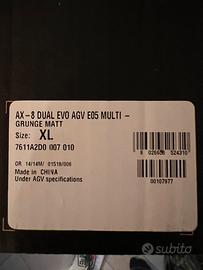 AX-8 DUAL EVO AGV E05 MULTI -
GRUNGE MATT
Size: XL
7611A2D0 007 010
8 026686 524310
OR 14/14M/ 01518/006
Made in CHINA
Under AGV specifications
00107977
subito